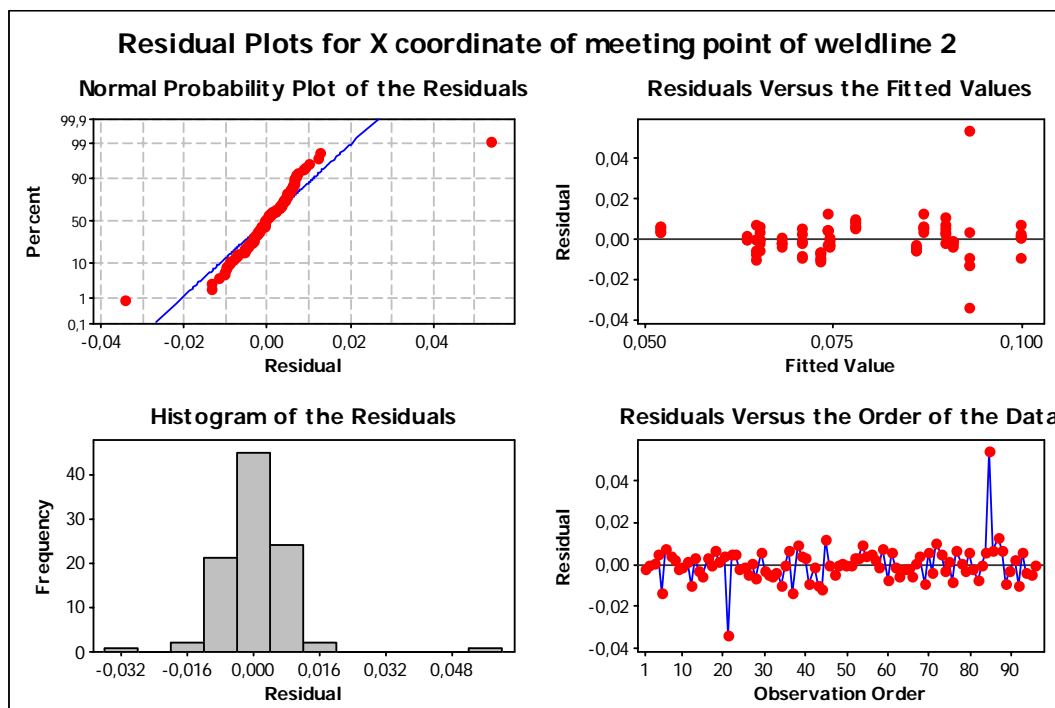 Residual Plots for X coordinate of meeting point of weldline 2
Normal Probability Plot of the Residuals
Percent
99,9
99
90
50
10
1
0,1
-0,04 -0,02 0,00 0,02 0,04
Residual
Residuals Versus the Fitted Values
Residual
0,04
0,02
0,00
-0,02
-0,04
0,050 0,075 0,100
Fitted Value
Histogram of the Residuals
Frequency
40
30
20
10
0
-0,032 -0,016 0,000 0,016 0,032 0,048
Residual
Residuals Versus the Order of the Data
Residual
0,04
0,02
0,00
-0,02
-0,04
1 10 20 30 40 50 60 70 80 90
Observation Order